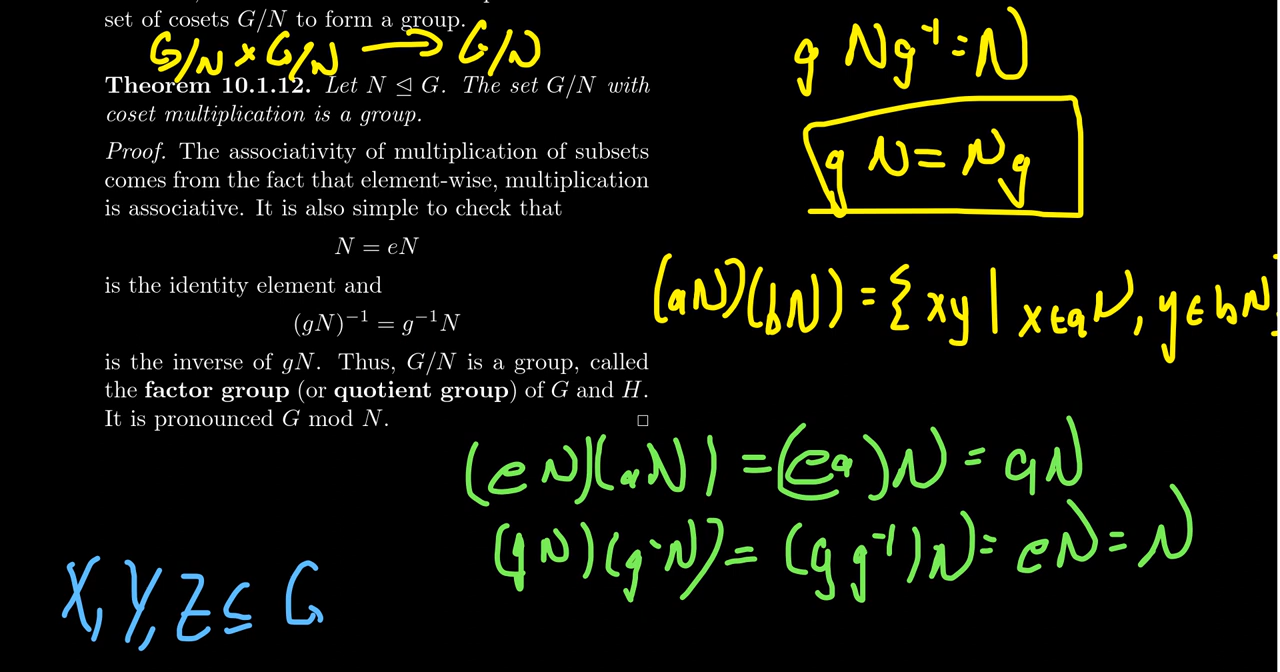 set of cosets G/N to form a group.
G/N × G/N → G/N
Theorem 10.1.12. Let N ⊴ G. The set G/N with
coset multiplication is a group.
Proof. The associativity of multiplication of subsets
comes from the fact that element-wise, multiplication
is associative. It is also simple to check that
N = eN
is the identity element and
(gN)⁻¹ = g⁻¹N
is the inverse of gN. Thus, G/N is a group, called
the factor group (or quotient group) of G and H.
It is pronounced G mod N. □
g N g⁻¹ = N
g N = N g
(aN)(bN) = { xy | x ∈ aN, y ∈ bN}
(eN)(aN) = (ea)N = aN
(gN)(g⁻¹N) = (g g⁻¹)N = eN = N
X, Y, Z ⊆ G